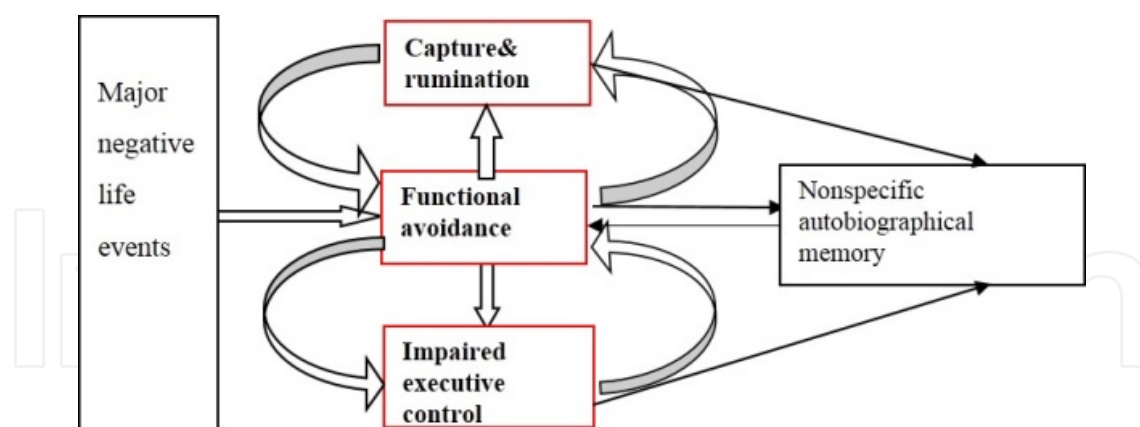 Major
negative
life
events
Capture&
rumination
Functional
avoidance
Impaired
executive
control
Nonspecific
autobiographical
memory